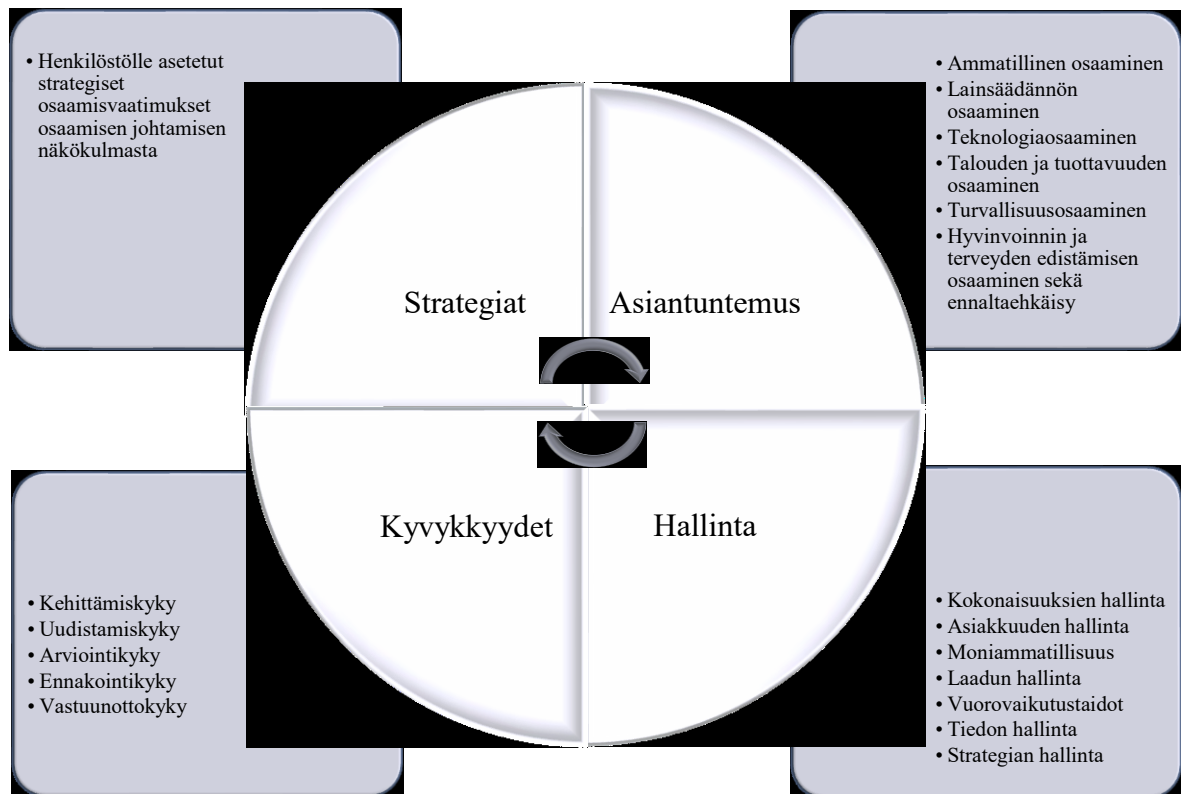 • Henkilöstölle asetetut
strategiset
osaamisvaatimukset
osaamisen johtamisen
näkökulmasta
• Ammatillinen osaaminen
• Lainsäädännön
osaaminen
• Teknologiaosaaminen
• Talouden ja tuottavuuden
osaaminen
• Turvallisuusosaaminen
• Hyvinvoinnin ja
terveyden edistämisen
osaaminen sekä
ennaltaehkäisy
Strategiat
Asiantuntemus
Kyvykkyydet
Hallinta
• Kehittämiskyky
• Uudistamiskyky
• Arviointikyky
• Ennakointikyky
• Vastuunottokyky
• Kokonaisuuksien hallinta
• Asiakkuuden hallinta
• Moniammatillisuus
• Laadun hallinta
• Vuorovaikutustaidot
• Tiedon hallinta
• Strategian hallinta